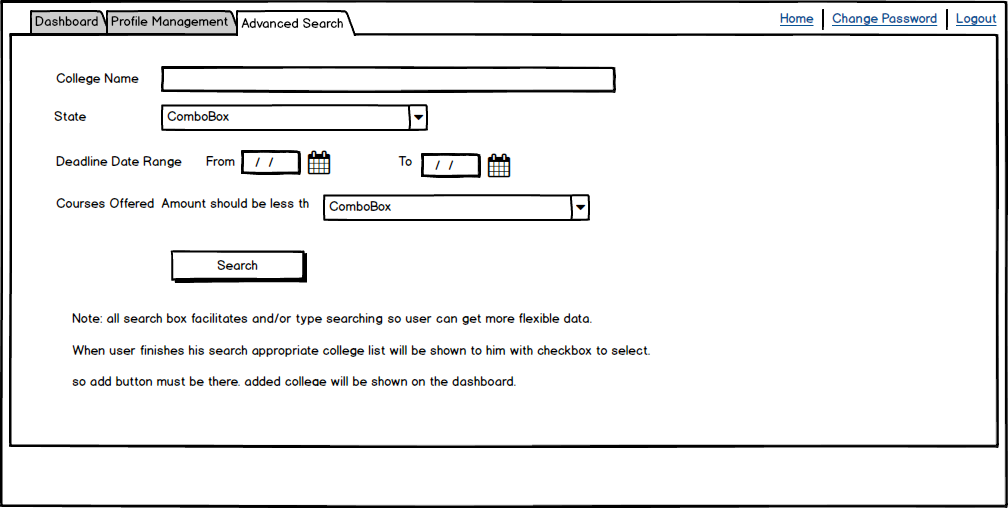 Dashboard Profile Management Advanced Search Home Change Password Logout
College Name
State ComboBox
Deadline Date Range From / / To / /
Courses Offered Amount should be less th ComboBox
Search
Note: all search box facilitates and/or type searching so user can get more flexible data.
When user finishes his search appropriate college list will be shown to him with checkbox to select.
so add button must be there. added college will be shown on the dashboard.